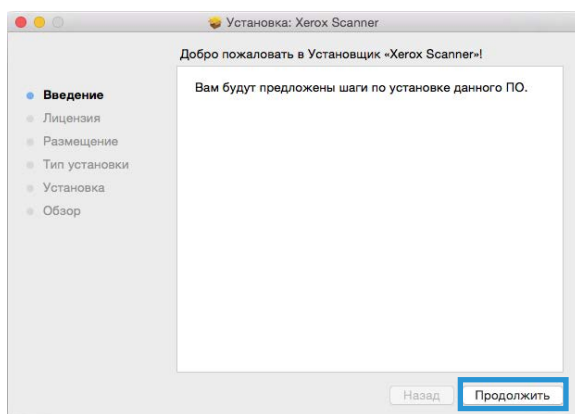 Установка: Xerox Scanner
Добро пожаловать в Установщик «Xerox Scanner»!
Введение
Лицензия
Размещение
Тип установки
Установка
Обзор
Вам будут предложены шаги по установке данного ПО.
Назад
Продолжить